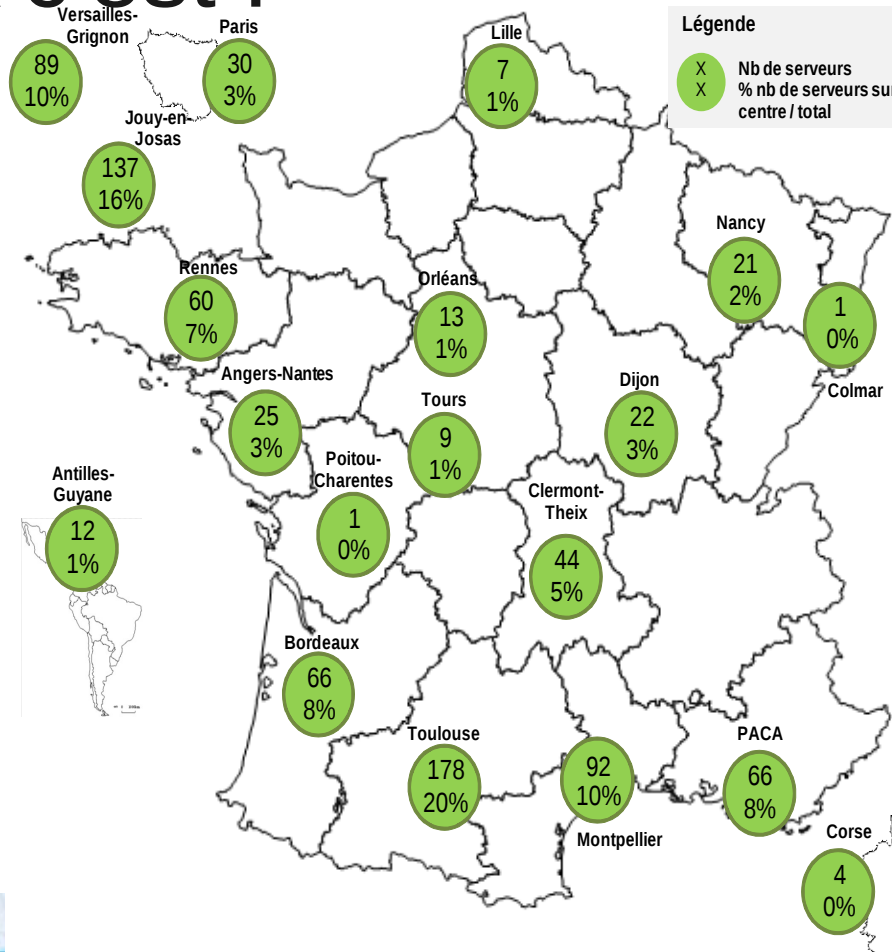 c'est ?
Versailles-
Grignon
89
10%
Paris
30
3%
Jouy-en-
Josas
137
16%
Lille
7
1%
Légende
X
X
Nb de serveurs
% nb de serveurs sur
centre / total
Nancy
21
2%
1
0%
Colmar
Rennes
60
7%
Orléans
13
1%
Angers-Nantes
25
3%
Tours
9
1%
Dijon
22
3%
Poitou-
Charentes
1
0%
Clermont-
Theix
44
5%
Antilles-
Guyane
12
1%
Bordeaux
66
8%
Toulouse
178
20%
92
10%
Montpellier
PACA
66
8%
Corse
4
0%